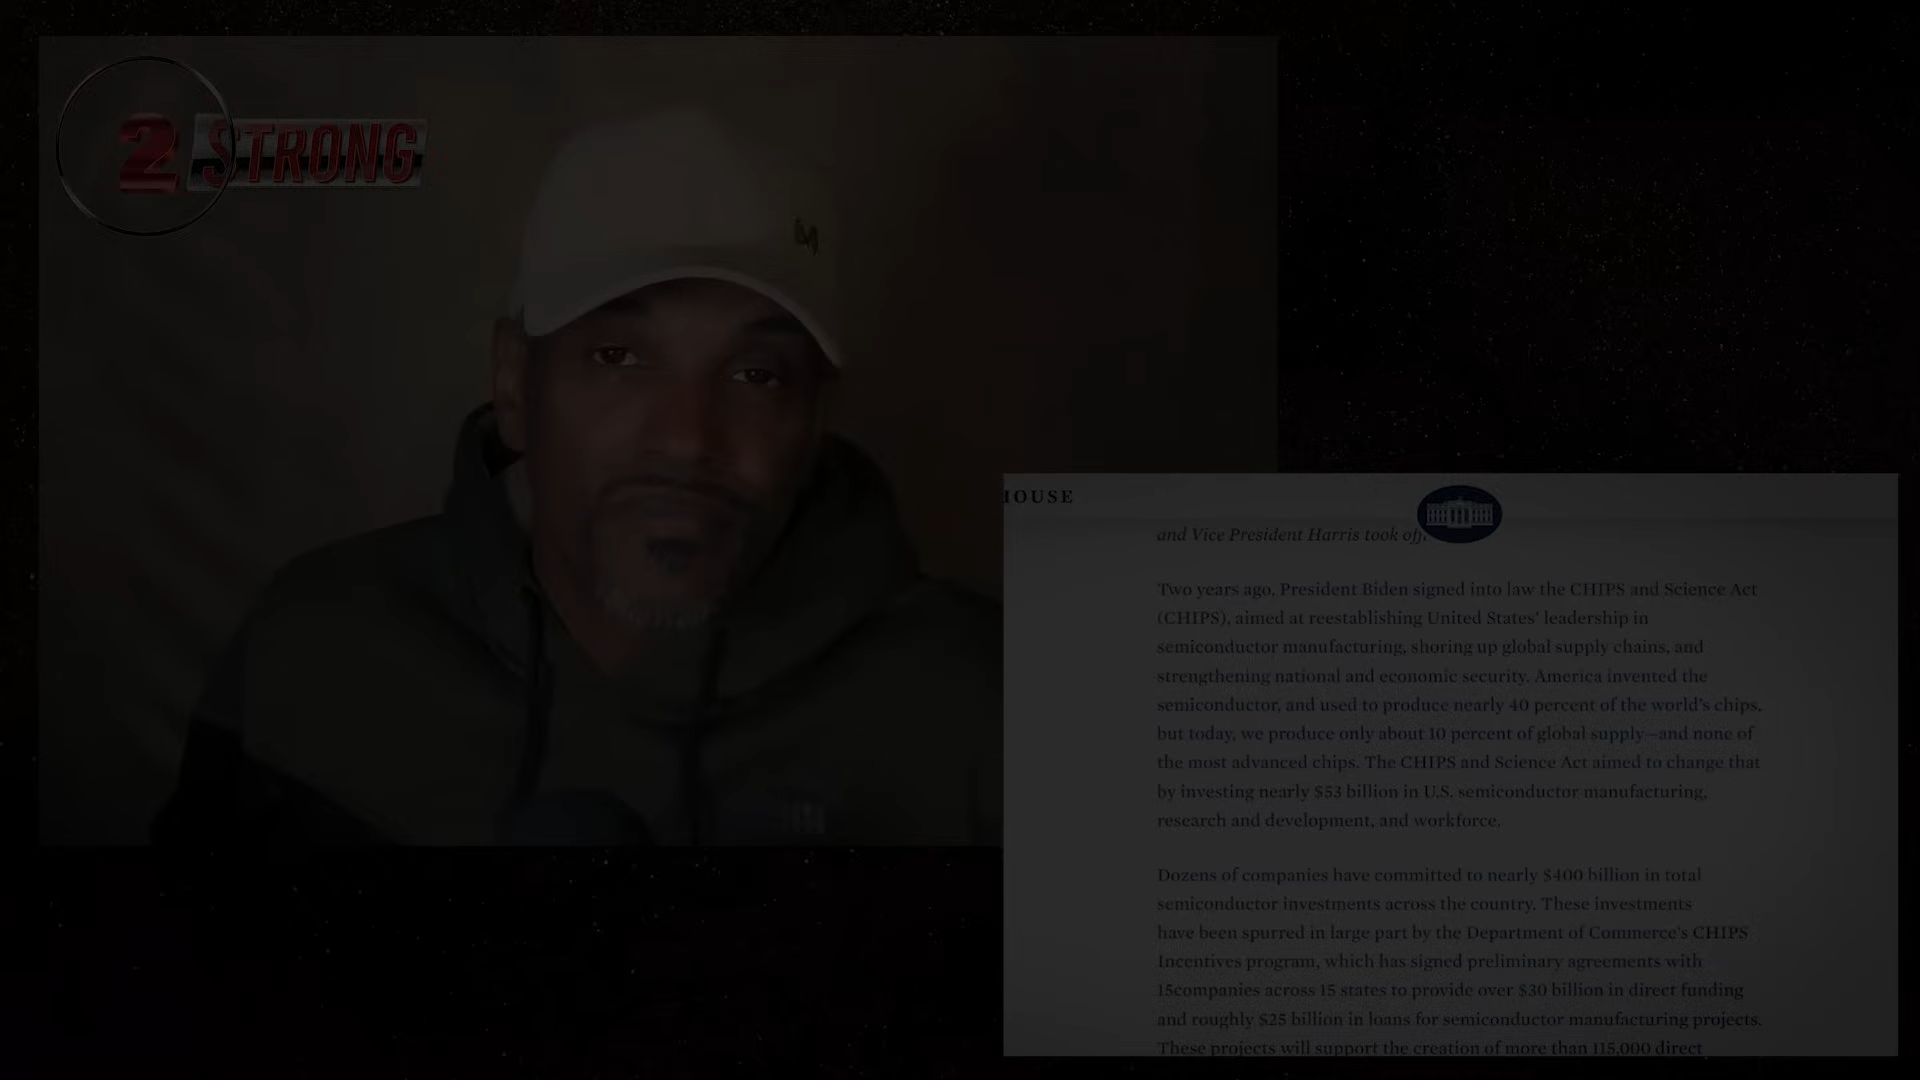 2 STRONG
HOUSE
and Vice President Harris took
Two years ago, President Biden signed into law the CHIPS and Science Act
(CHIPS), aimed at reestablishing United States' leadership in
semiconductor manufacturing, shoring up global supply chains, and
strengthening national and economic security. America invented the
semiconductor, and used to produce nearly 40 percent of the world's chips,
but today, we produce only about 10 percent of global supply—and none of
the most advanced chips. The CHIPS and Science Act aimed to change that
by investing nearly $53 billion in U.S. semiconductor manufacturing,
research and development, and workforce.
Dozens of companies have committed to nearly $400 billion in total
semiconductor investments across the country. These investments
have been spurred in large part by the Department of Commerce's CHIPS
Incentives program, which has signed preliminary agreements with
15companies across 15 states to provide over $30 billion in direct funding
and roughly $25 billion in loans for semiconductor manufacturing projects.
These projects will support the creation of more than 115,000 direct